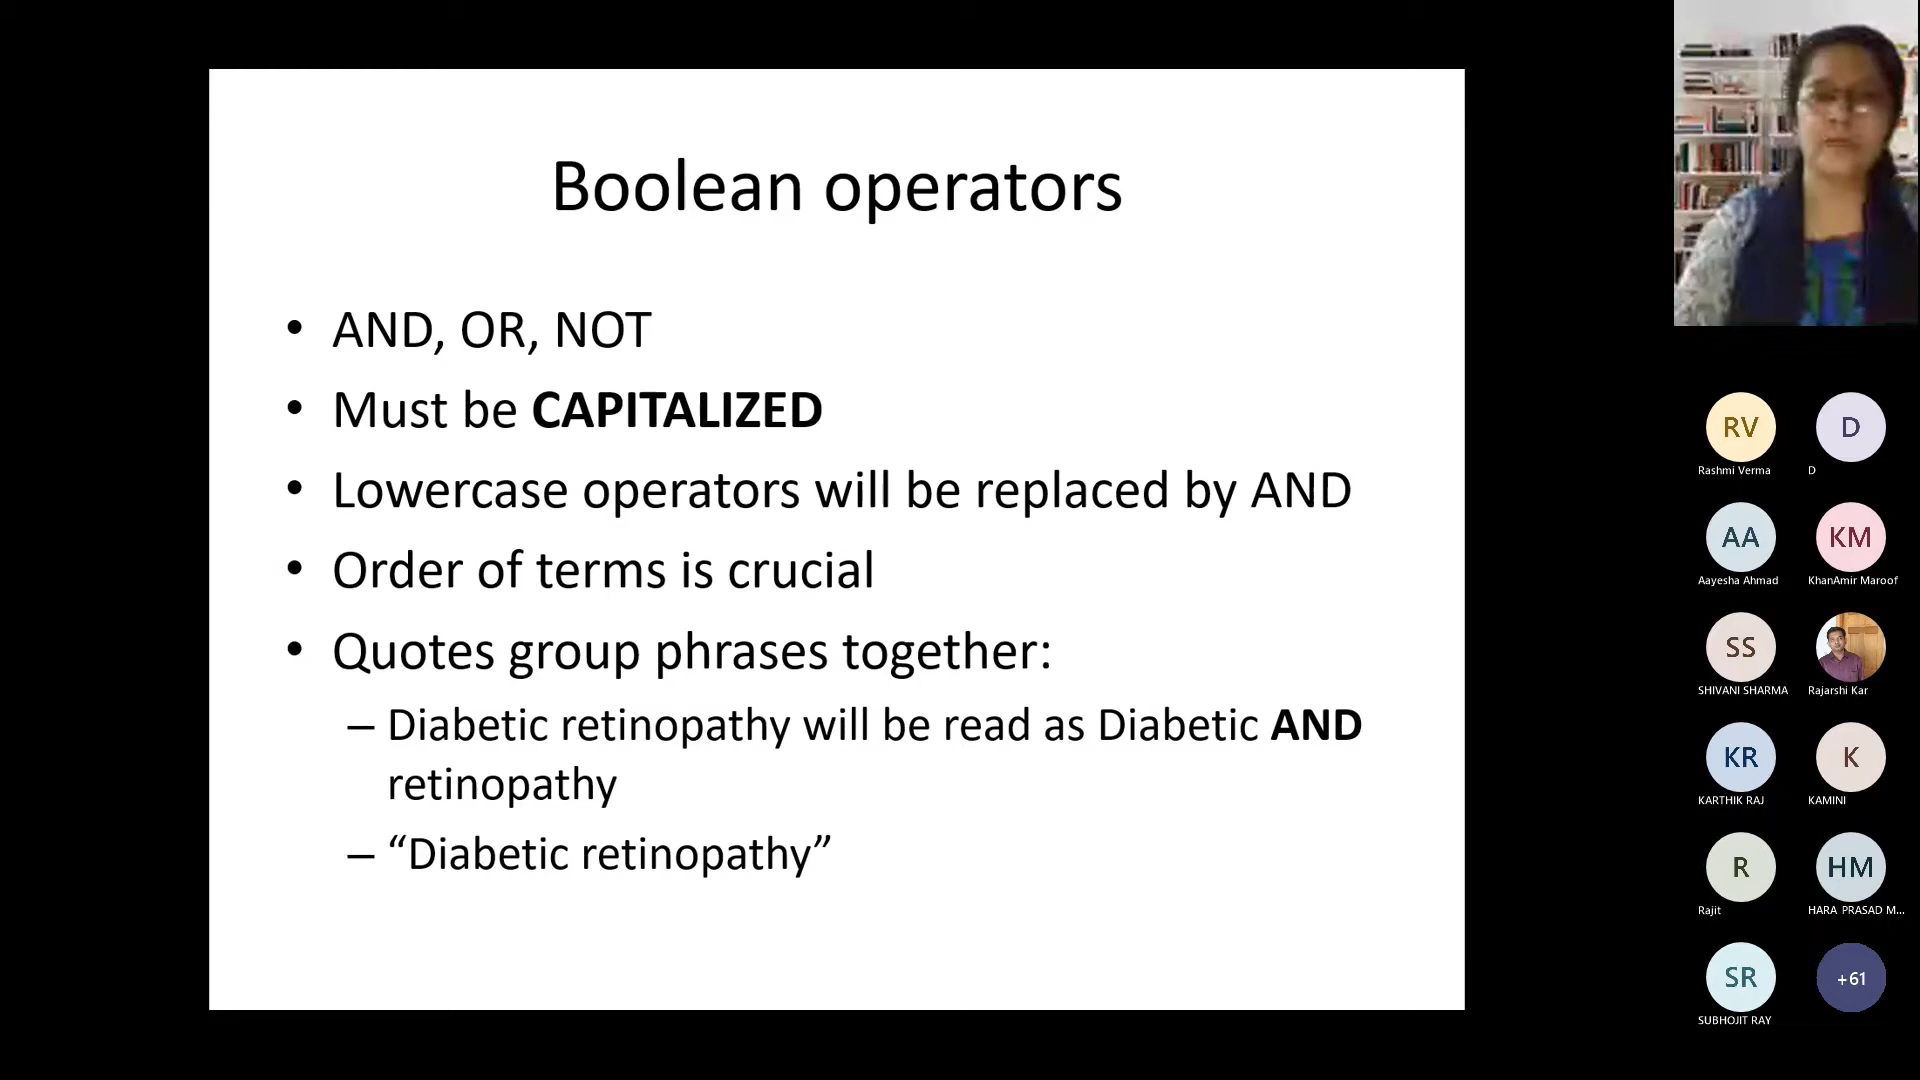 Boolean operators
• AND, OR, NOT
• Must be CAPITALIZED
• Lowercase operators will be replaced by AND
• Order of terms is crucial
• Quotes group phrases together:
– Diabetic retinopathy will be read as Diabetic AND
retinopathy
– “Diabetic retinopathy”
RV
Rashmi Verma
D
D
AA
Aayesha Ahmad
KM
KhanAmir Maroof
SS
SHIVANI SHARMA
Rajarshi Kar
KR
KARTHIK RAJ
K
KAMINI
R
Rajit
HM
HARA PRASAD M...
SR
SUBHOJIT RAY
+61